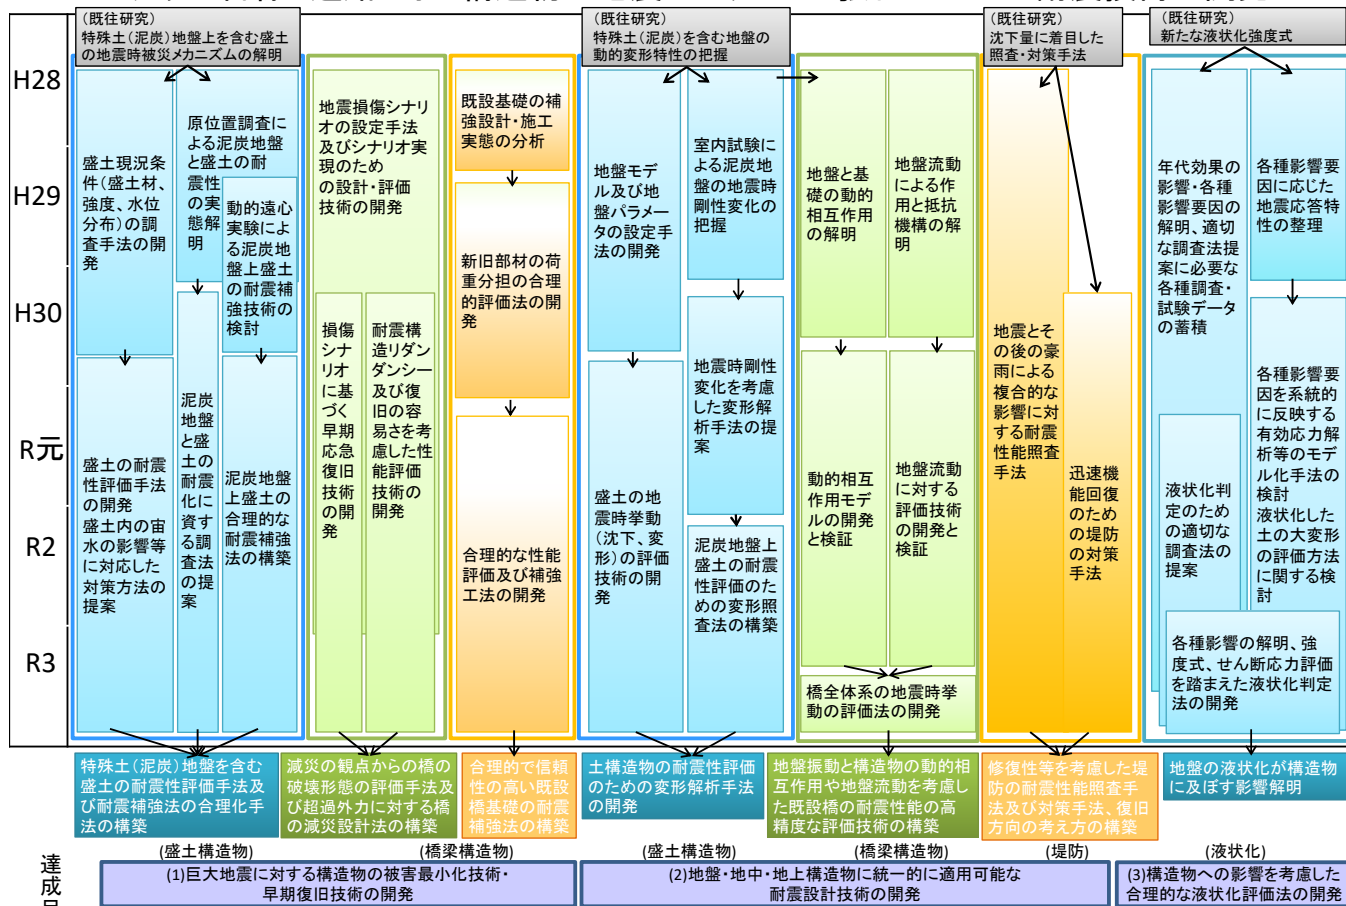 (既往研究)
特殊土(泥炭)地盤上を含む盛土
の地震時被災メカニズムの解明
(既往研究)
特殊土(泥炭)を含む地盤の
動的変形特性の把握
(既往研究)
沈下量に着目した
照査・対策手法
(既往研究)
新たな液状化強度式
H28
H29
H30
R元
R2
R3
盛土現況条
件(盛土材、
強度、水位
分布)の調
査手法の開
発
原位置調査に
よる泥炭地盤
と盛土の耐
震性
の実
態解
明
動的遠心
実験によ
る泥炭地
盤上盛土
の耐震補
強技術の
検討
盛土の耐震
性評価手法
の開発
盛土内の宙
水の影響等
に対応した
対策方法の
提案
泥炭
地盤
と盛
土の
耐震
化に
資す
る調
査法
の提
案
泥炭地盤
上盛土の
合理的な
耐震補強
法の構築
地震損傷シナリ
オの設定手法
及びシナリオ実
現のため
の設計・評価
技術の開発
損傷
シナ
リオ
に基
づく
早期
応急
復旧
技術
の開
発
耐震構
造リダン
ダンシー
及び復
旧の容
易さを考
慮した性
能評価
技術の
開発
既設基礎の補
強設計・施工
実態の分析
新旧部材の荷
重分担の合理
的評価法の開
発
合理的な性能
評価及び補強
工法の開発
地盤モ
デル及び地
盤パラメー
タの設定手
法の開発
室内試験に
よる泥炭地
盤の地震時
剛性変化の
把握
盛土の地
震時挙動
(沈下、変
形)の評価
技術の開
発
地震時剛性
変化を考慮
した変形解
析手法の提
案
泥炭地盤上
盛土の耐震
性評価のた
めの変形照
査法の構築
地盤と基
礎の動的
相互作用
の解明
地盤流動
による作
用と抵抗
機構の解
明
動的相互
作用モデ
ルの開発
と検証
地盤流動
に対する
評価技術
の開発と
検証
橋全体系の地震時挙
動の評価法の開発
地震とそ
の後の豪
雨による
複合的な
影響に対
する耐震
性能照査
手法
迅速機
能回復
のため
の堤防
の対策
手法
年代効果の
影響・各種
影響要因の
解明、適切
な調査法提
案に必要な
各種調査・
試験データ
の蓄積
各種影響
要因に応じた
地震応答特
性の整理
液状化判
定のため
の適切な
調査法の
提案
各種影響要
因を系統的
に反映する
有効応力解
析等のモデ
ル化手法の
検討
液状化した
土の大変形
の評価方法
に関する検
討
各種影響の解明、強
度式、せん断応力評価
を踏まえた液状化判定
法の開発
特殊土(泥炭)地盤を含む
盛土の耐震性評価手法及
び耐震補強法の合理化手
法の構築
減災の観点からの橋の
破壊形態の評価手法及
び超過外力に対する橋
の減災設計法の構築
合理的で信頼
性の高い既設
橋基礎の耐震
補強法の構築
土構造物の耐震性評価
のための変形解析手法
の開発
地盤振動と構造物の動的相
互作用や地盤流動を考慮し
た既設橋の耐震性能の高
精度な評価技術の構築
修復性等を考慮した堤
防の耐震性能照査手
法及び対策手法、復旧
方向の考え方の構築
地盤の液状化が構造物
に及ぼす影響解明
(盛土構造物)
(橋梁構造物)
(盛土構造物)
(橋梁構造物)
(堤防)
(液状化)
達
成
(1)巨大地震に対する構造物の被害最小化技術・
早期復旧技術の開発
(2)地盤・地中・地上構造物に統一的に適用可能な
耐震設計技術の開発
(3)構造物への影響を考慮した
合理的な液状化評価法の開発